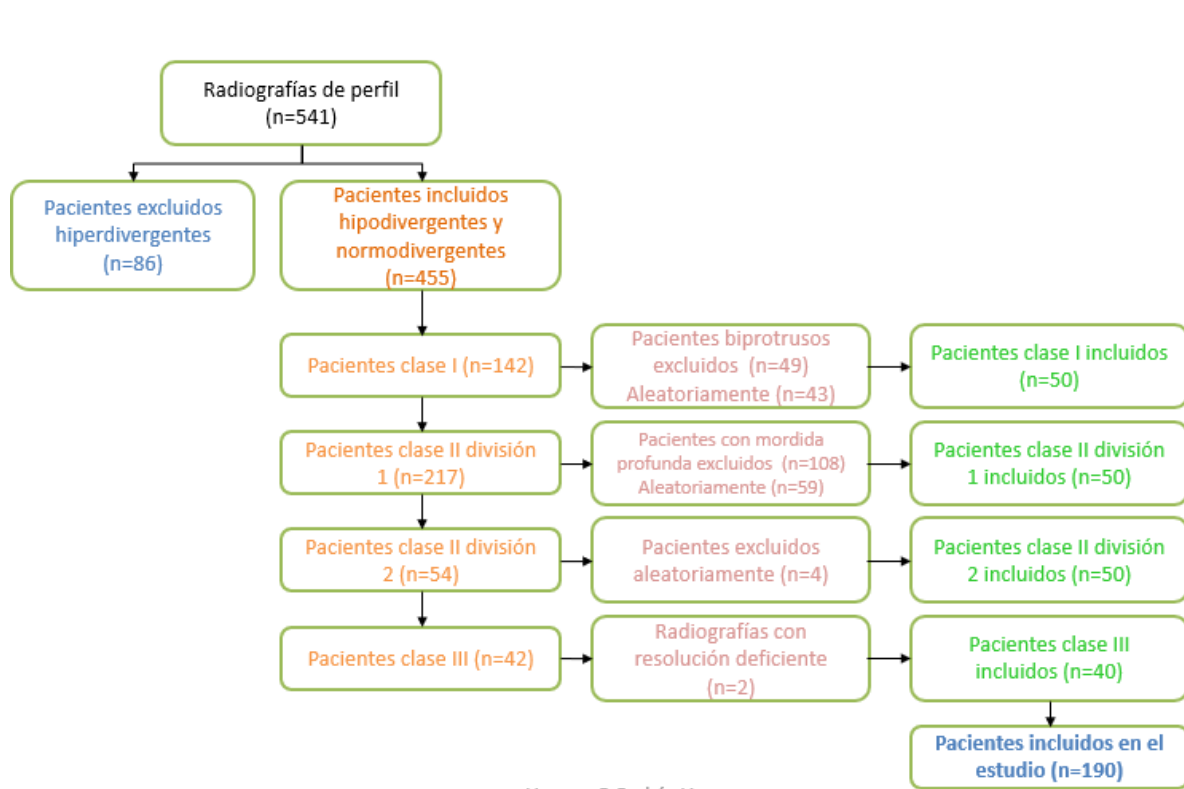 Radiografías de perfil
(n=541)
Pacientes excluidos
hiperdivergentes
(n=86)
Pacientes incluidos
hipodivergentes y
normodivergentes
(n=455)
Pacientes clase I (n=142)
Pacientes biprotrusos
excluidos (n=49)
Aleatoriamente (n=43)
Pacientes clase I incluidos
(n=50)
Pacientes clase II división
1 (n=217)
Pacientes con mordida
profunda excluidos (n=108)
Aleatoriamente (n=59)
Pacientes clase II división
1 incluidos (n=50)
Pacientes clase II división
2 (n=54)
Pacientes excluidos
aleatoriamente (n=4)
Pacientes clase II división
2 incluidos (n=50)
Pacientes clase III (n=42)
Radiografías con
resolución deficiente
(n=2)
Pacientes clase III
incluidos (n=40)
Pacientes incluidos en el
estudio (n=190)